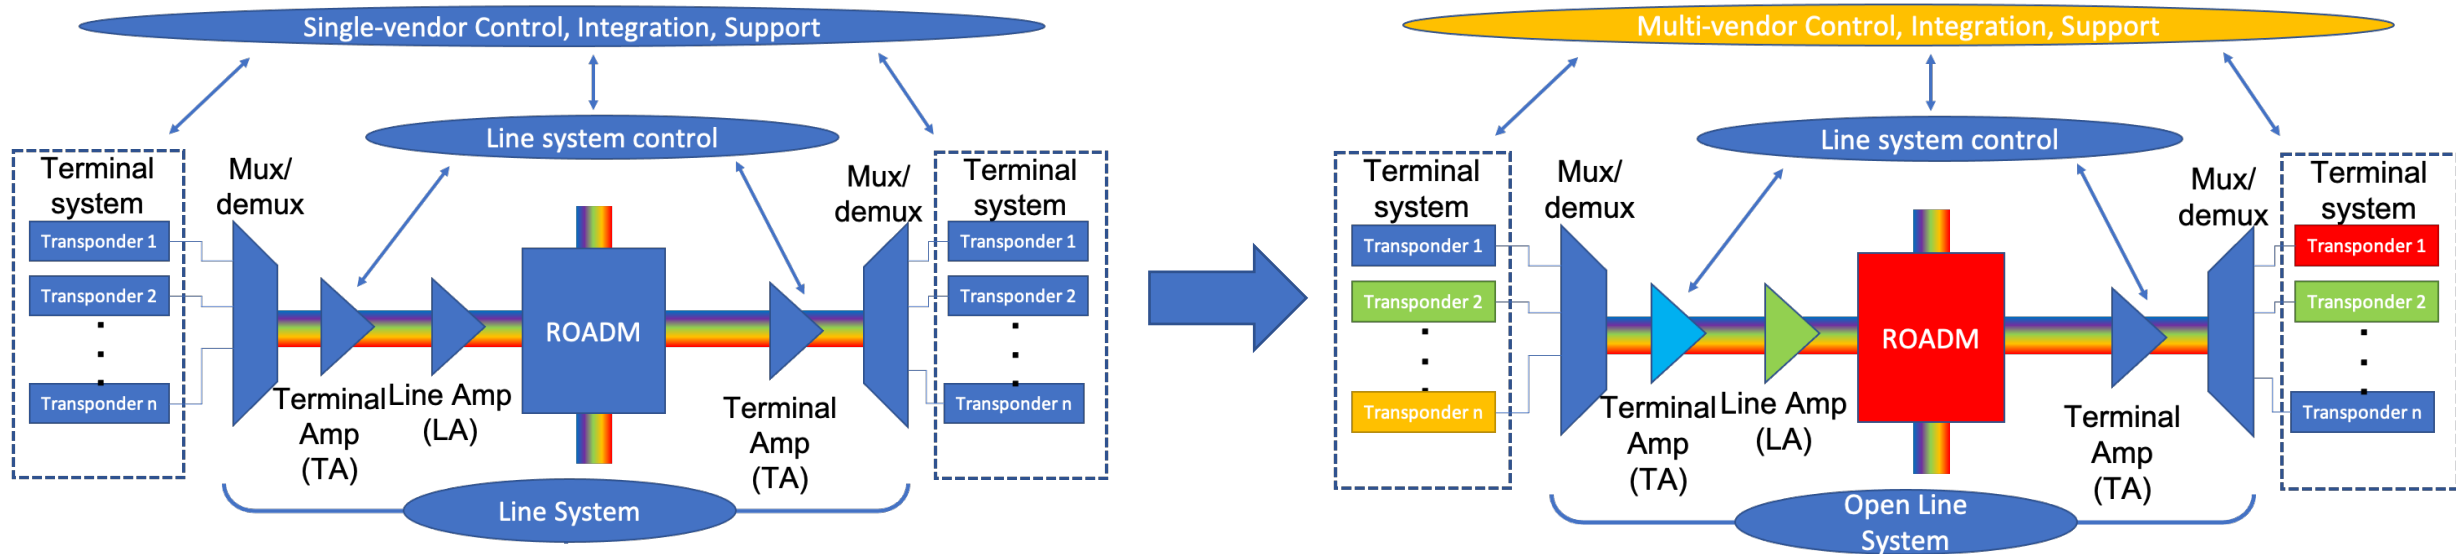 Single-vendor Control, Integration, Support
Line system control
Terminal
system
Transponder 1
Transponder 2
Transponder n
Mux/
demux
Terminal
Amp
(TA)
Line Amp
(LA)
ROADM
Terminal
Amp
(TA)
Mux/
demux
Terminal
system
Transponder 1
Transponder 2
Transponder n
Line System
Multi-vendor Control, Integration, Support
Line system control
Terminal
system
Transponder 1
Transponder 2
Transponder n
Mux/
demux
Terminal
Amp
(TA)
Line Amp
(LA)
ROADM
Terminal
Amp
(TA)
Mux/
demux
Terminal
system
Transponder 1
Transponder 2
Transponder n
Open Line
System